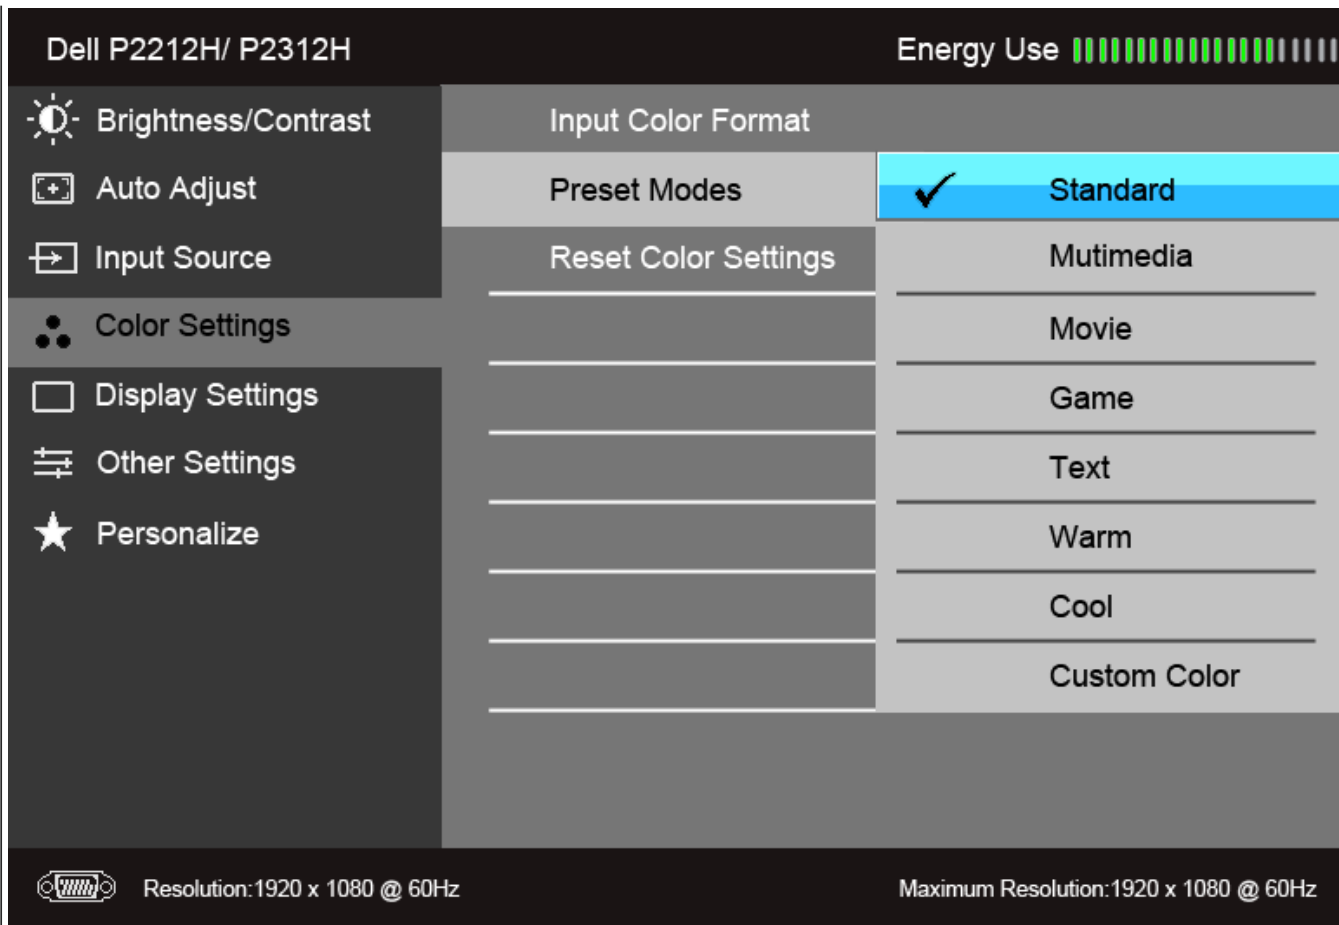 Dell P2212H/ P2312H
Energy Use
Brightness/Contrast
Auto Adjust
Input Source
Color Settings
Display Settings
Other Settings
Personalize
Input Color Format
Preset Modes
Reset Color Settings
Standard
Mutimedia
Movie
Game
Text
Warm
Cool
Custom Color
Resolution:1920 x 1080 @ 60Hz
Maximum Resolution:1920 x 1080 @ 60Hz